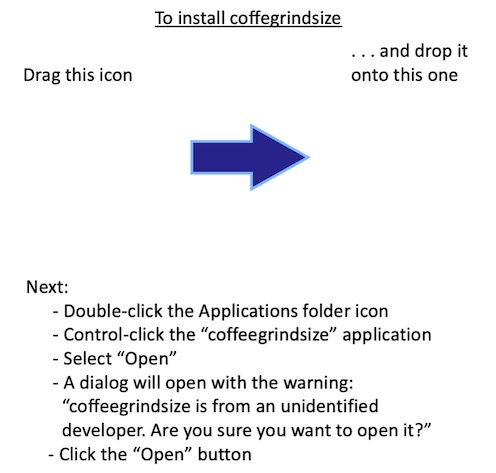 To install coffegrindsize
. . . and drop it
Drag this icon
onto this one
Next:
- Double-click the Applications folder icon
- Control-click the “coffeegrindsize” application
- Select “Open”
- A dialog will open with the warning:
“coffeegrindsize is from an unidentified
developer. Are you sure you want to open it?”
- Click the “Open” button